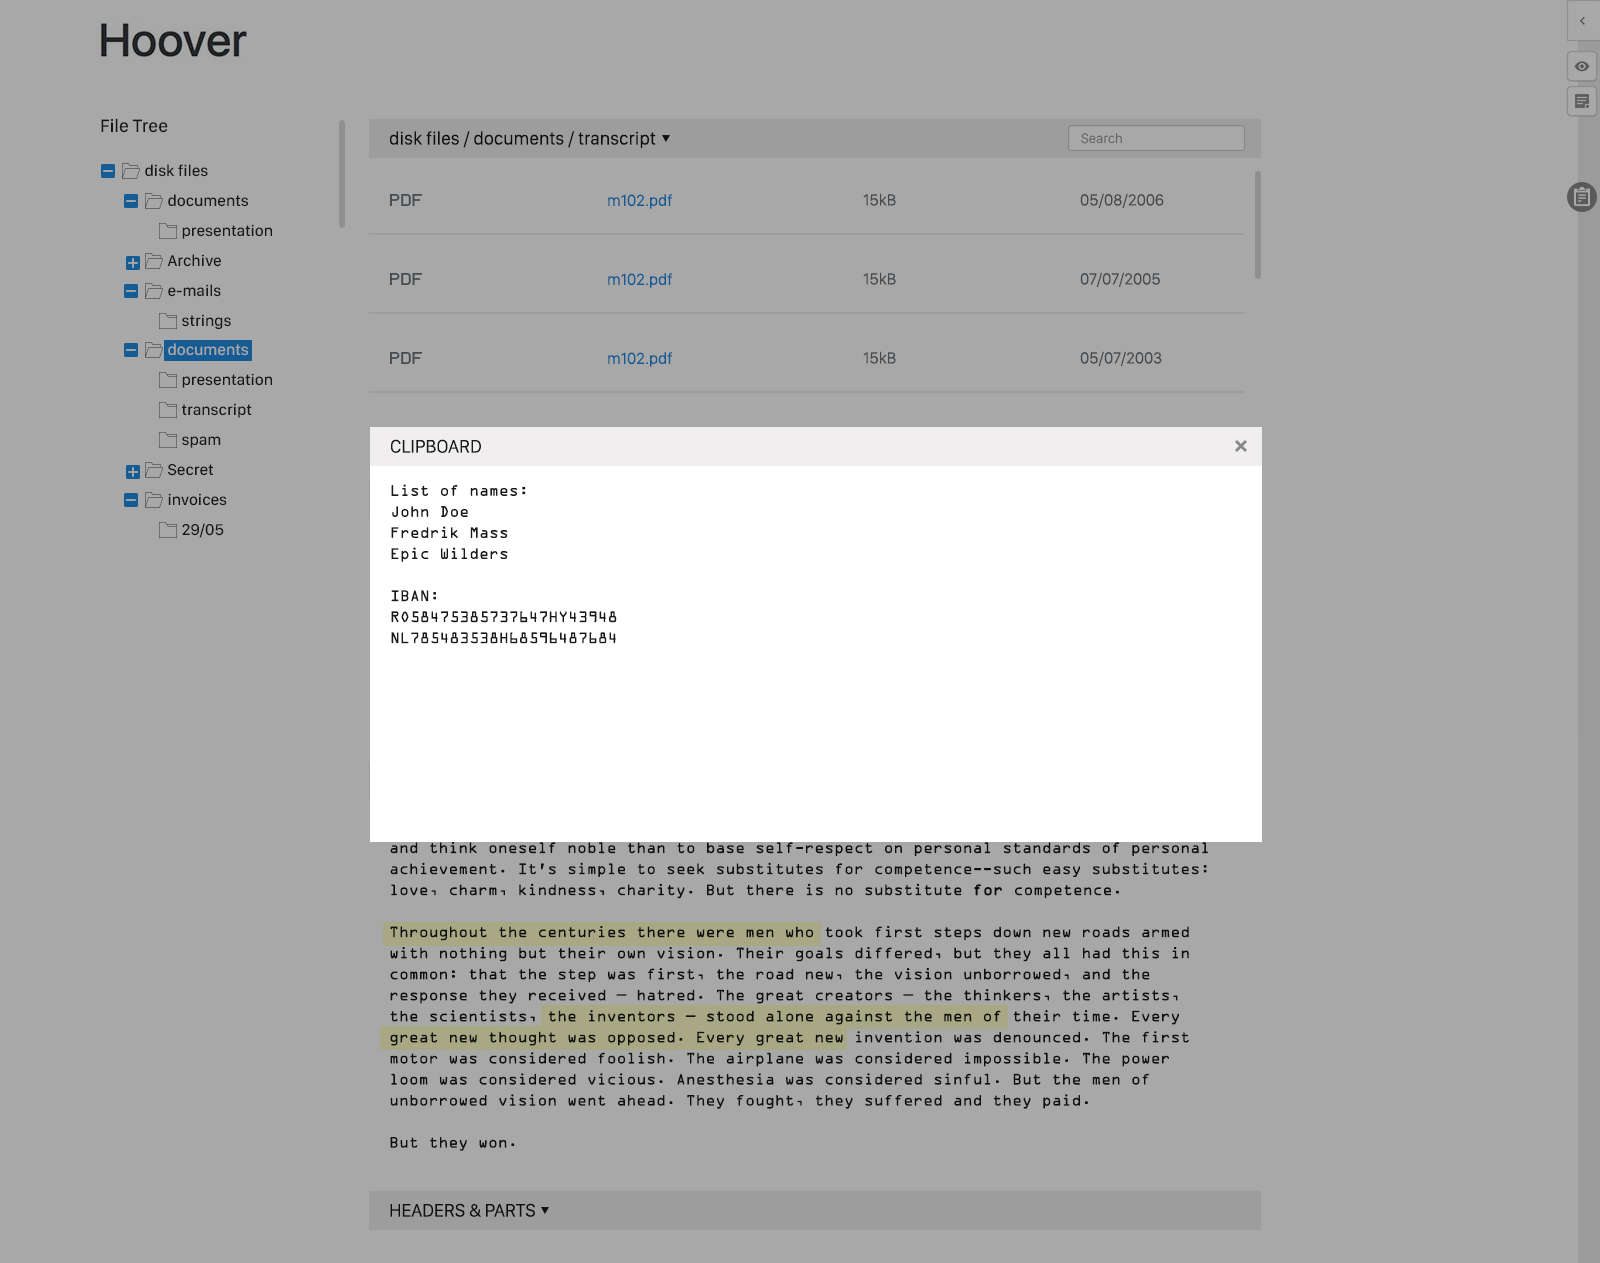 Hoover
File Tree
disk files
documents
presentation
Archive
e-mails
strings
documents
presentation
transcript
spam
Secret
invoices
29/05
disk files / documents / transcript ▼
Search
PDF m102.pdf 15kB 05/08/2006
PDF m102.pdf 15kB 07/07/2005
PDF m102.pdf 15kB 05/07/2003
CLIPBOARD
List of names:
John Doe
Fredrik Mass
Epic Wilders
IBAN:
RO58475385737647HY43948
NL785483538H68596487684
and think oneself noble than to base self-respect on personal standards of personal
achievement. It's simple to seek substitutes for competence--such easy substitutes:
love, charm, kindness, charity. But there is no substitute for competence.
Throughout the centuries there were men who took first steps down new roads armed
with nothing but their own vision. Their goals differed, but they all had this in
common: that the step was first, the road new, the vision unborrowed, and the
response they received — hatred. The great creators — the thinkers, the artists,
the scientists, the inventors — stood alone against the men of their time. Every
great new thought was opposed. Every great new invention was denounced. The first
motor was considered foolish. The airplane was considered impossible. The power
loom was considered vicious. Anesthesia was considered sinful. But the men of
unborrowed vision went ahead. They fought, they suffered and they paid.
But they won.
HEADERS & PARTS ▼